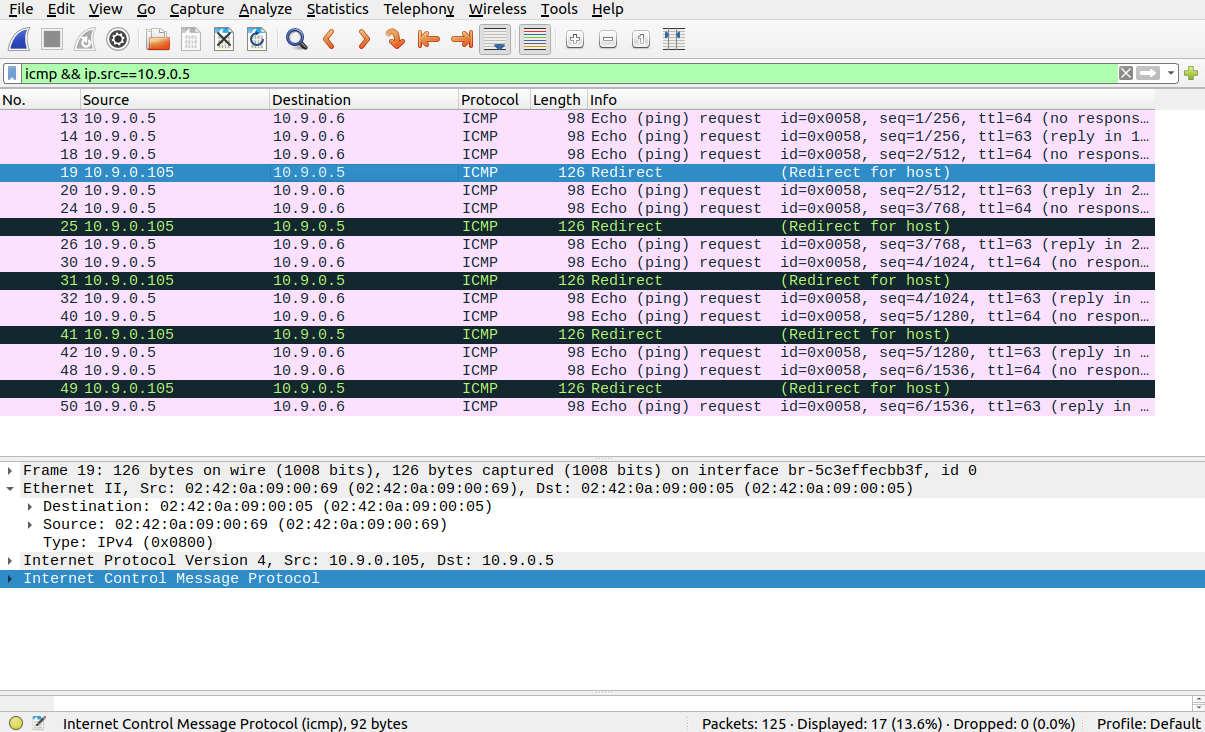 File Edit View Go Capture Analyze Statistics Telephony Wireless Tools Help
icmp && ip.src==10.9.0.5
No. Source Destination Protocol Length Info
13 10.9.0.5 10.9.0.6 ICMP 98 Echo (ping) request id=0x0058, seq=1/256, ttl=64 (no respons…
14 10.9.0.5 10.9.0.6 ICMP 98 Echo (ping) request id=0x0058, seq=1/256, ttl=63 (reply in 1…
18 10.9.0.5 10.9.0.6 ICMP 98 Echo (ping) request id=0x0058, seq=2/512, ttl=64 (no respons…
19 10.9.0.105 10.9.0.5 ICMP 126 Redirect (Redirect for host)
20 10.9.0.5 10.9.0.6 ICMP 98 Echo (ping) request id=0x0058, seq=2/512, ttl=63 (reply in 2…
24 10.9.0.5 10.9.0.6 ICMP 98 Echo (ping) request id=0x0058, seq=3/768, ttl=64 (no respons…
25 10.9.0.105 10.9.0.5 ICMP 126 Redirect (Redirect for host)
26 10.9.0.5 10.9.0.6 ICMP 98 Echo (ping) request id=0x0058, seq=3/768, ttl=63 (reply in 2…
30 10.9.0.5 10.9.0.6 ICMP 98 Echo (ping) request id=0x0058, seq=4/1024, ttl=64 (no respon…
31 10.9.0.105 10.9.0.5 ICMP 126 Redirect (Redirect for host)
32 10.9.0.5 10.9.0.6 ICMP 98 Echo (ping) request id=0x0058, seq=4/1024, ttl=63 (reply in …
40 10.9.0.5 10.9.0.6 ICMP 98 Echo (ping) request id=0x0058, seq=5/1280, ttl=64 (no respon…
41 10.9.0.105 10.9.0.5 ICMP 126 Redirect (Redirect for host)
42 10.9.0.5 10.9.0.6 ICMP 98 Echo (ping) request id=0x0058, seq=5/1280, ttl=63 (reply in …
48 10.9.0.5 10.9.0.6 ICMP 98 Echo (ping) request id=0x0058, seq=6/1536, ttl=64 (no respon…
49 10.9.0.105 10.9.0.5 ICMP 126 Redirect (Redirect for host)
50 10.9.0.5 10.9.0.6 ICMP 98 Echo (ping) request id=0x0058, seq=6/1536, ttl=63 (reply in …
Frame 19: 126 bytes on wire (1008 bits), 126 bytes captured (1008 bits) on interface br-5c3effecbb3f, id 0
Ethernet II, Src: 02:42:0a:09:00:69 (02:42:0a:09:00:69), Dst: 02:42:0a:09:00:05 (02:42:0a:09:00:05)
Destination: 02:42:0a:09:00:05 (02:42:0a:09:00:05)
Source: 02:42:0a:09:00:69 (02:42:0a:09:00:69)
Type: IPv4 (0x0800)
Internet Protocol Version 4, Src: 10.9.0.105, Dst: 10.9.0.5
Internet Control Message Protocol
Internet Control Message Protocol (icmp), 92 bytes Packets: 125 · Displayed: 17 (13.6%) · Dropped: 0 (0.0%) Profile: Default